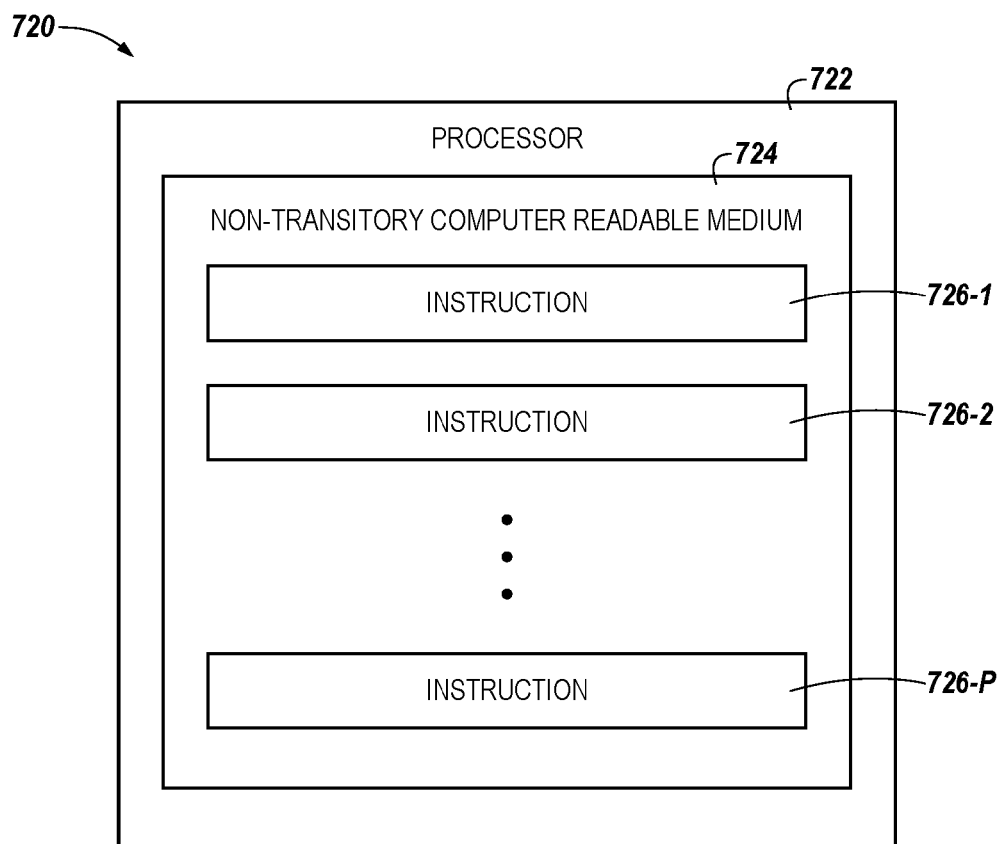 720
722
PROCESSOR
724
NON-TRANSITORY COMPUTER READABLE MEDIUM
INSTRUCTION
726-1
INSTRUCTION
726-2
INSTRUCTION
726-P